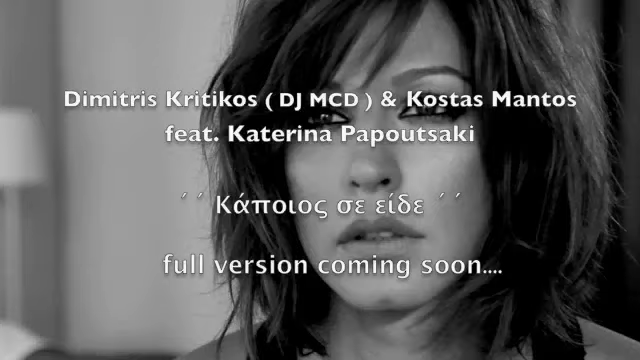 Dimitris Kritikos ( DJ MCD ) & Kostas Mantos
feat. Katerina Papoutsaki
΄΄ Κάποιος σε είδε ΄΄
full version coming soon....